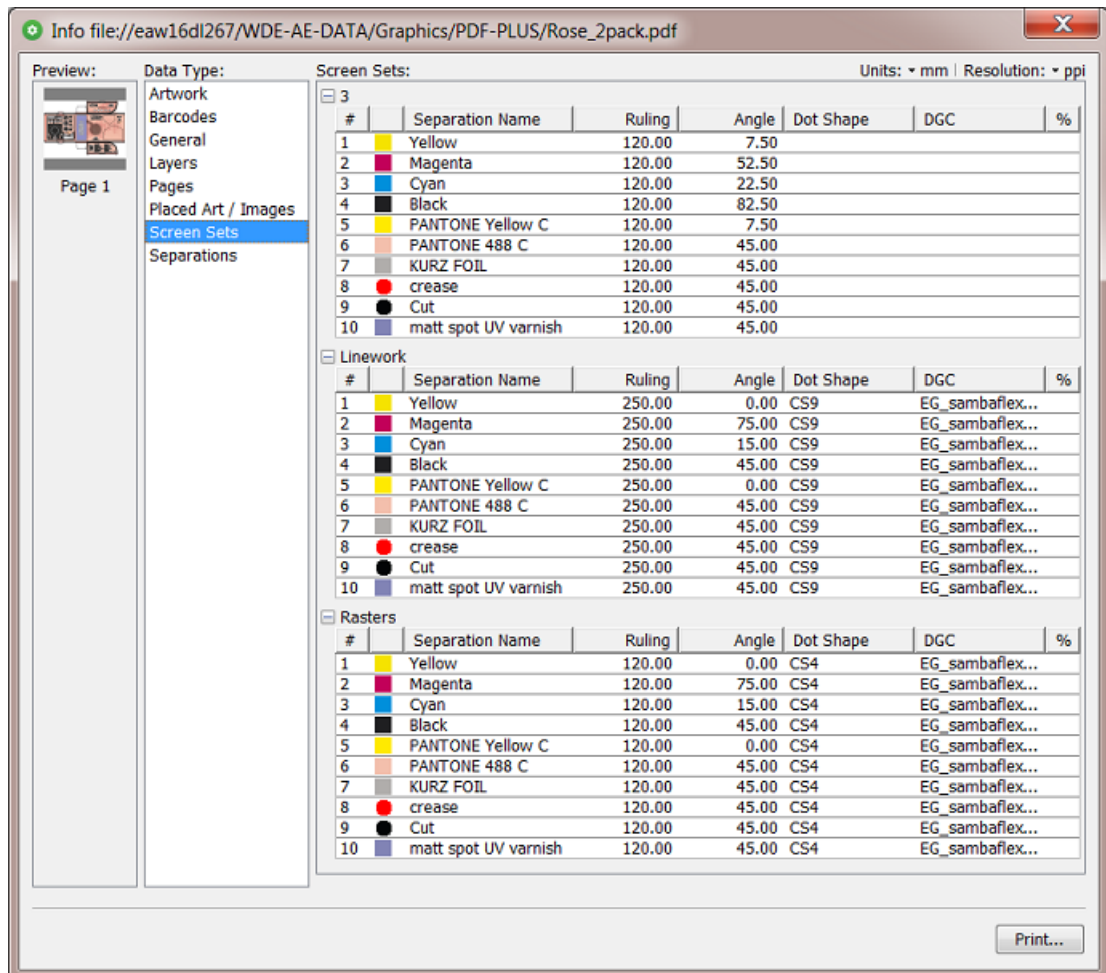 Info file://eaw16dl267/WDE-AE-DATA/Graphics/PDF-PLUS/Rose_2pack.pdf
Preview:
Page 1
Data Type:
Artwork
Barcodes
General
Layers
Pages
Placed Art / Images
Screen Sets
Separations
Screen Sets: Units: mm Resolution: ppi
3
# Separation Name Ruling Angle Dot Shape DGC %
1 Yellow 120.00 7.50
2 Magenta 120.00 52.50
3 Cyan 120.00 22.50
4 Black 120.00 82.50
5 PANTONE Yellow C 120.00 7.50
6 PANTONE 488 C 120.00 45.00
7 KURZ FOIL 120.00 45.00
8 crease 120.00 45.00
9 Cut 120.00 45.00
10 matt spot UV varnish 120.00 45.00
Linework
# Separation Name Ruling Angle Dot Shape DGC %
1 Yellow 250.00 0.00 CS9 EG_sambaflex...
2 Magenta 250.00 75.00 CS9 EG_sambaflex...
3 Cyan 250.00 15.00 CS9 EG_sambaflex...
4 Black 250.00 45.00 CS9 EG_sambaflex...
5 PANTONE Yellow C 250.00 0.00 CS9 EG_sambaflex...
6 PANTONE 488 C 250.00 45.00 CS9 EG_sambaflex...
7 KURZ FOIL 250.00 45.00 CS9 EG_sambaflex...
8 crease 250.00 45.00 CS9 EG_sambaflex...
9 Cut 250.00 45.00 CS9 EG_sambaflex...
10 matt spot UV varnish 250.00 45.00 CS9 EG_sambaflex...
Rasters
# Separation Name Ruling Angle Dot Shape DGC %
1 Yellow 120.00 0.00 CS4 EG_sambaflex...
2 Magenta 120.00 75.00 CS4 EG_sambaflex...
3 Cyan 120.00 15.00 CS4 EG_sambaflex...
4 Black 120.00 45.00 CS4 EG_sambaflex...
5 PANTONE Yellow C 120.00 0.00 CS4 EG_sambaflex...
6 PANTONE 488 C 120.00 45.00 CS4 EG_sambaflex...
7 KURZ FOIL 120.00 45.00 CS4 EG_sambaflex...
8 crease 120.00 45.00 CS4 EG_sambaflex...
9 Cut 120.00 45.00 CS4 EG_sambaflex...
10 matt spot UV varnish 120.00 45.00 CS4 EG_sambaflex...
Print...